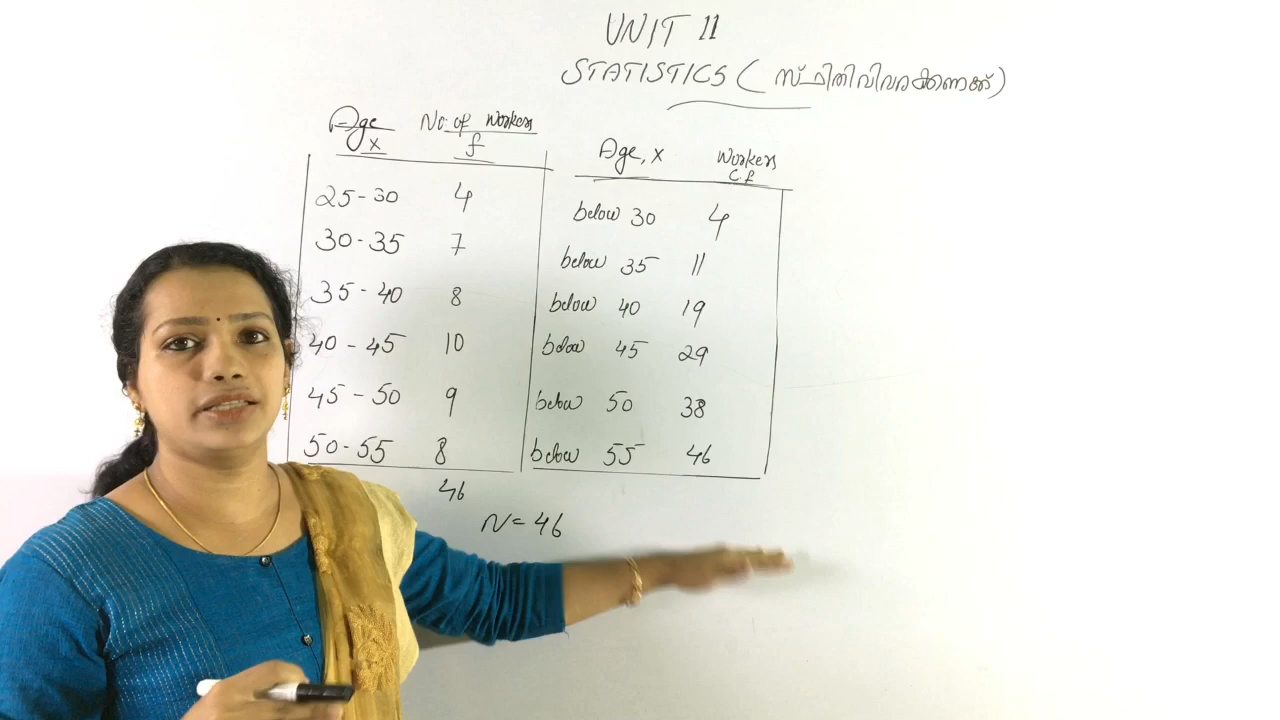 UNIT 11
STATISTICS (സ്ഥിതിവിവരക്കണക്ക്)
Age x No. of workers f
25-30 4
30-35 7
35-40 8
40-45 10
45-50 9
50-55 8
46
N=46
Age, x Workers c.f
below 30 4
below 35 11
below 40 19
below 45 29
below 50 38
below 55 46